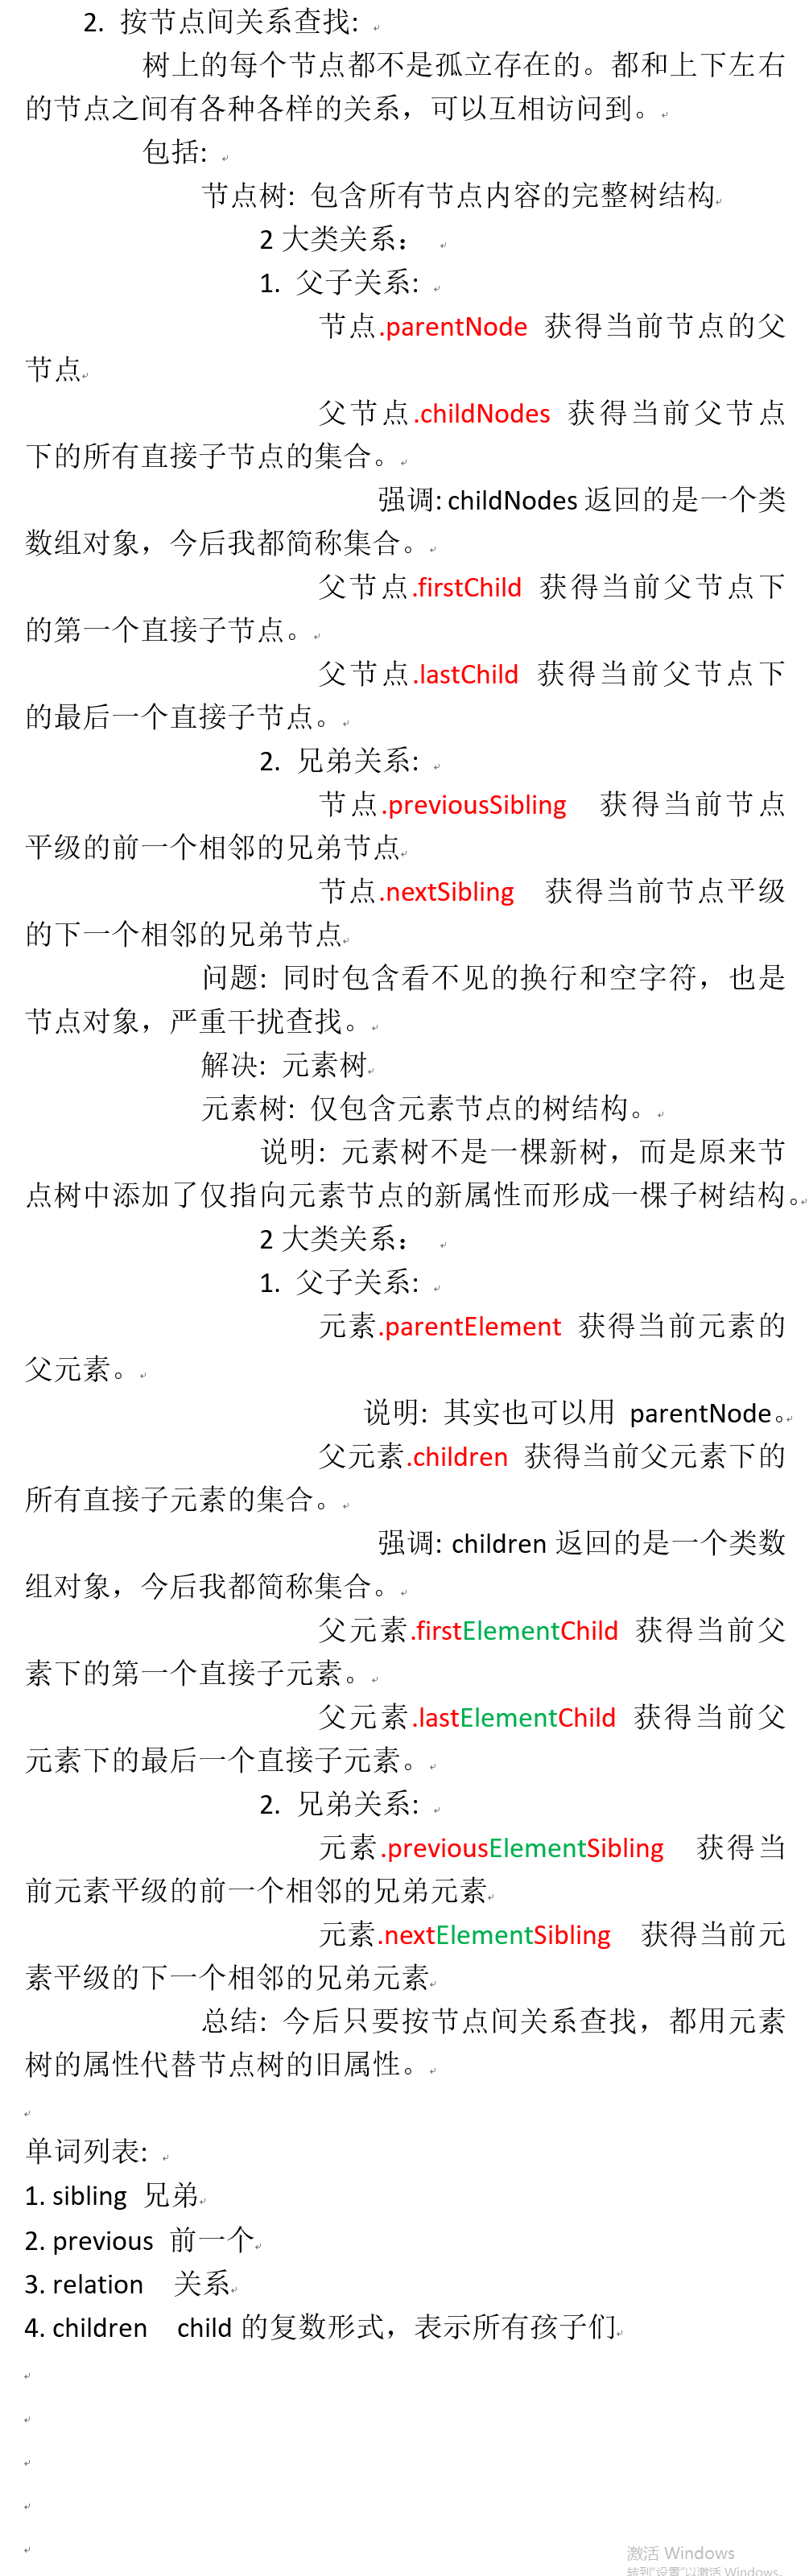 2. 按节点间关系查找:
树上的每个节点都不是孤立存在的。都和上下左右
的节点之间有各种各样的关系，可以互相访问到。
包括:
节点树: 包含所有节点内容的完整树结构
2 大类关系：
1. 父子关系:
节点.parentNode 获得当前节点的父
节点
父节点.childNodes 获得当前父节点
下的所有直接子节点的集合。
强调: childNodes 返回的是一个类
数组对象，今后我都简称集合。
父节点.firstChild 获得当前父节点下
的第一个直接子节点。
父节点.lastChild 获得当前父节点下
的最后一个直接子节点。
2. 兄弟关系:
节点.previousSibling 获得当前节点
平级的前一个相邻的兄弟节点
节点.nextSibling 获得当前节点平级
的下一个相邻的兄弟节点
问题: 同时包含看不见的换行和空字符，也是
节点对象，严重干扰查找。
解决: 元素树
元素树: 仅包含元素节点的树结构。
说明: 元素树不是一棵新树，而是原来节
点树中添加了仅指向元素节点的新属性而形成一棵子树结构。
2 大类关系：
1. 父子关系:
元素.parentElement 获得当前元素的
父元素。
说明: 其实也可以用 parentNode。
父元素.children 获得当前父元素下的
所有直接子元素的集合。
强调: children 返回的是一个类数
组对象，今后我都简称集合。
父元素.firstElementChild 获得当前父
素下的第一个直接子元素。
父元素.lastElementChild 获得当前父
元素下的最后一个直接子元素。
2. 兄弟关系:
元素.previousElementSibling 获得当
前元素平级的前一个相邻的兄弟元素
元素.nextElementSibling 获得当前元
素平级的下一个相邻的兄弟元素
总结: 今后只要按节点间关系查找，都用元素
树的属性代替节点树的旧属性。
单词列表:
1. sibling 兄弟
2. previous 前一个
3. relation 关系
4. children child 的复数形式，表示所有孩子们
激活 Windows
转到"设置"以激活 Windows。